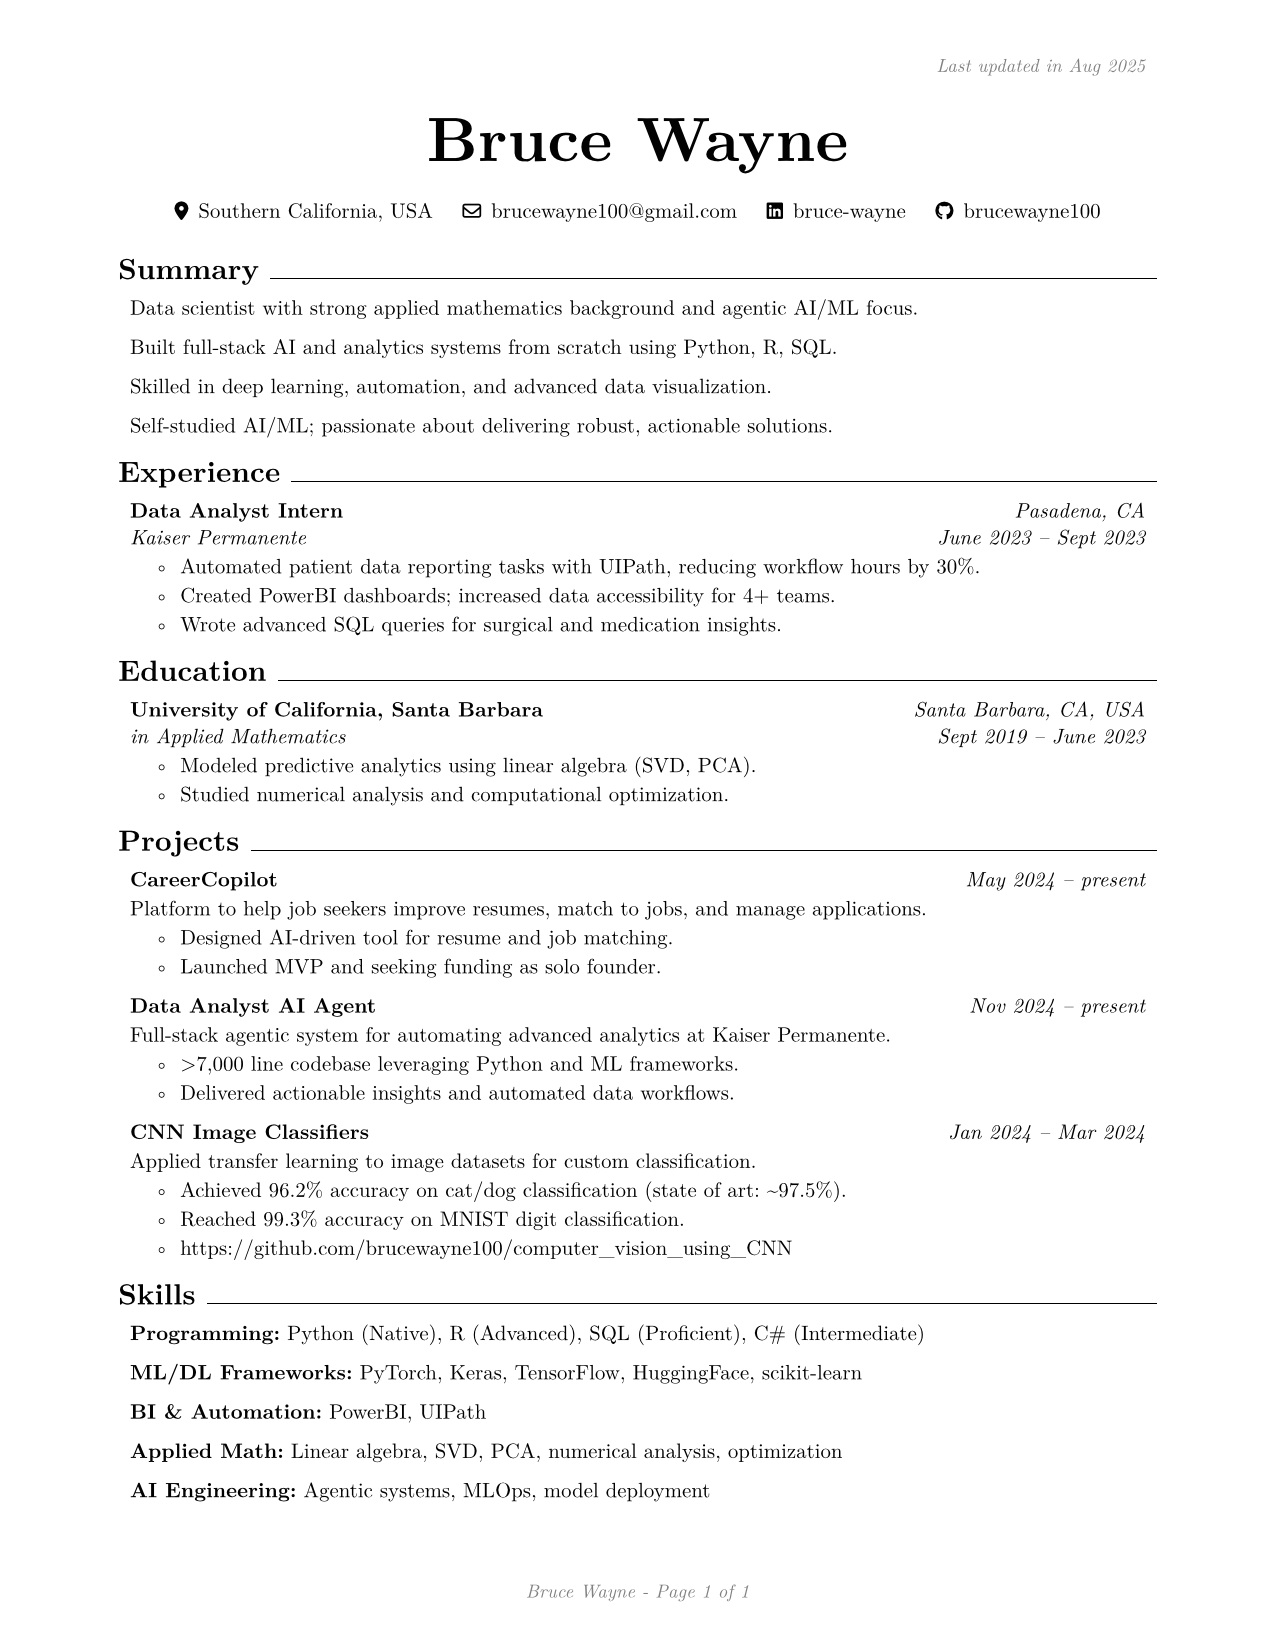 Last updated in Aug 2025
Bruce Wayne
Southern California, USA brucewayne100@gmail.com bruce-wayne brucewayne100
Summary
Data scientist with strong applied mathematics background and agentic AI/ML focus.
Built full-stack AI and analytics systems from scratch using Python, R, SQL.
Skilled in deep learning, automation, and advanced data visualization.
Self-studied AI/ML; passionate about delivering robust, actionable solutions.
Experience
Data Analyst Intern Pasadena, CA
Kaiser Permanente June 2023 – Sept 2023
◦ Automated patient data reporting tasks with UIPath, reducing workflow hours by 30%.
◦ Created PowerBI dashboards; increased data accessibility for 4+ teams.
◦ Wrote advanced SQL queries for surgical and medication insights.
Education
University of California, Santa Barbara Santa Barbara, CA, USA
in Applied Mathematics Sept 2019 – June 2023
◦ Modeled predictive analytics using linear algebra (SVD, PCA).
◦ Studied numerical analysis and computational optimization.
Projects
CareerCopilot May 2024 – present
Platform to help job seekers improve resumes, match to jobs, and manage applications.
◦ Designed AI-driven tool for resume and job matching.
◦ Launched MVP and seeking funding as solo founder.
Data Analyst AI Agent Nov 2024 – present
Full-stack agentic system for automating advanced analytics at Kaiser Permanente.
◦ >7,000 line codebase leveraging Python and ML frameworks.
◦ Delivered actionable insights and automated data workflows.
CNN Image Classifiers Jan 2024 – Mar 2024
Applied transfer learning to image datasets for custom classification.
◦ Achieved 96.2% accuracy on cat/dog classification (state of art: ~97.5%).
◦ Reached 99.3% accuracy on MNIST digit classification.
◦ https://github.com/brucewayne100/computer_vision_using_CNN
Skills
Programming: Python (Native), R (Advanced), SQL (Proficient), C# (Intermediate)
ML/DL Frameworks: PyTorch, Keras, TensorFlow, HuggingFace, scikit-learn
BI & Automation: PowerBI, UIPath
Applied Math: Linear algebra, SVD, PCA, numerical analysis, optimization
AI Engineering: Agentic systems, MLOps, model deployment
Bruce Wayne - Page 1 of 1